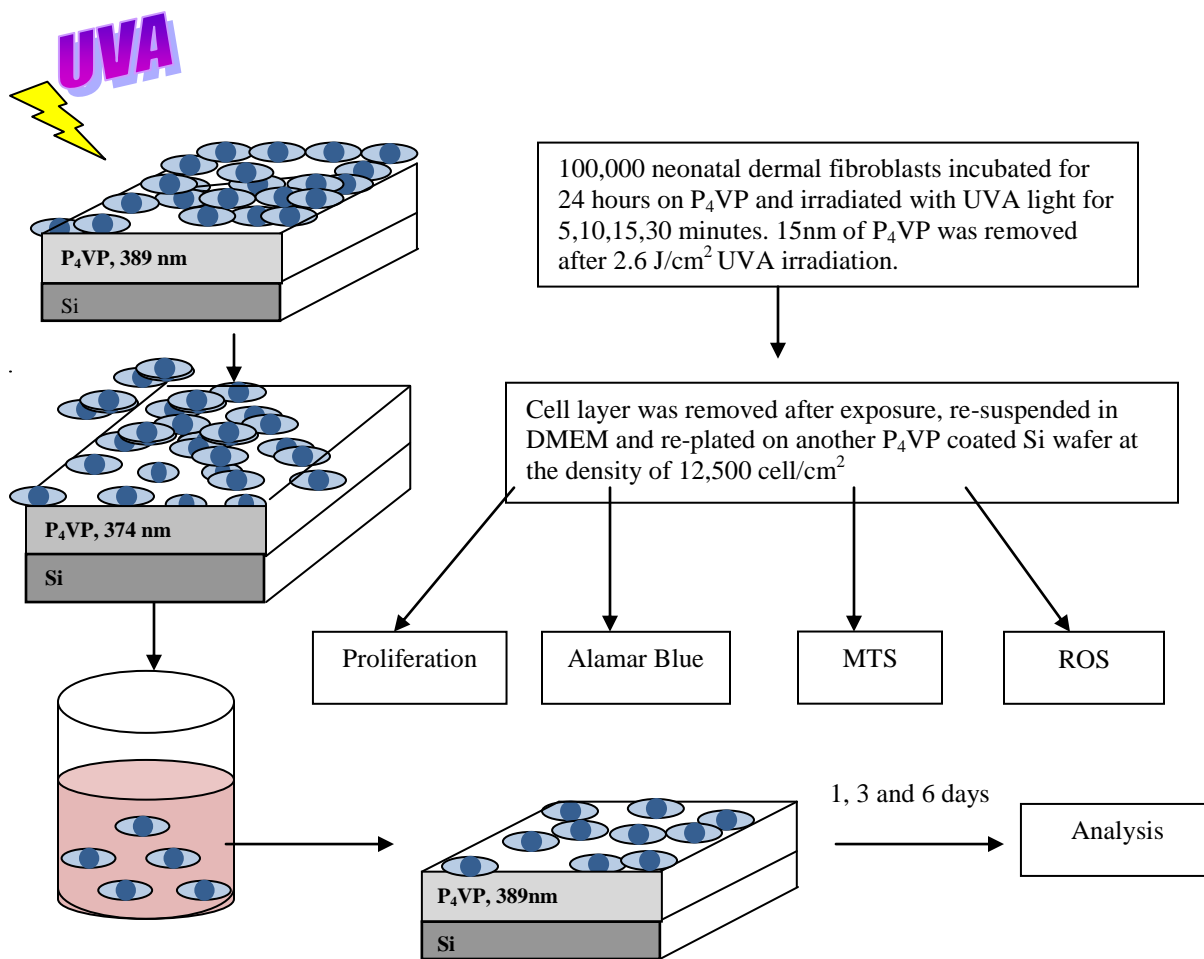 UVA
100,000 neonatal dermal fibroblasts incubated for
24 hours on P₄VP and irradiated with UVA light for
5,10,15,30 minutes. 15nm of P₄VP was removed
after 2.6 J/cm² UVA irradiation.
P₄VP, 389 nm
Si
Cell layer was removed after exposure, re-suspended in
DMEM and re-plated on another P₄VP coated Si wafer at
the density of 12,500 cell/cm²
P₄VP, 374 nm
Si
Proliferation
Alamar Blue
MTS
ROS
1, 3 and 6 days
Analysis
P₄VP, 389nm
Si